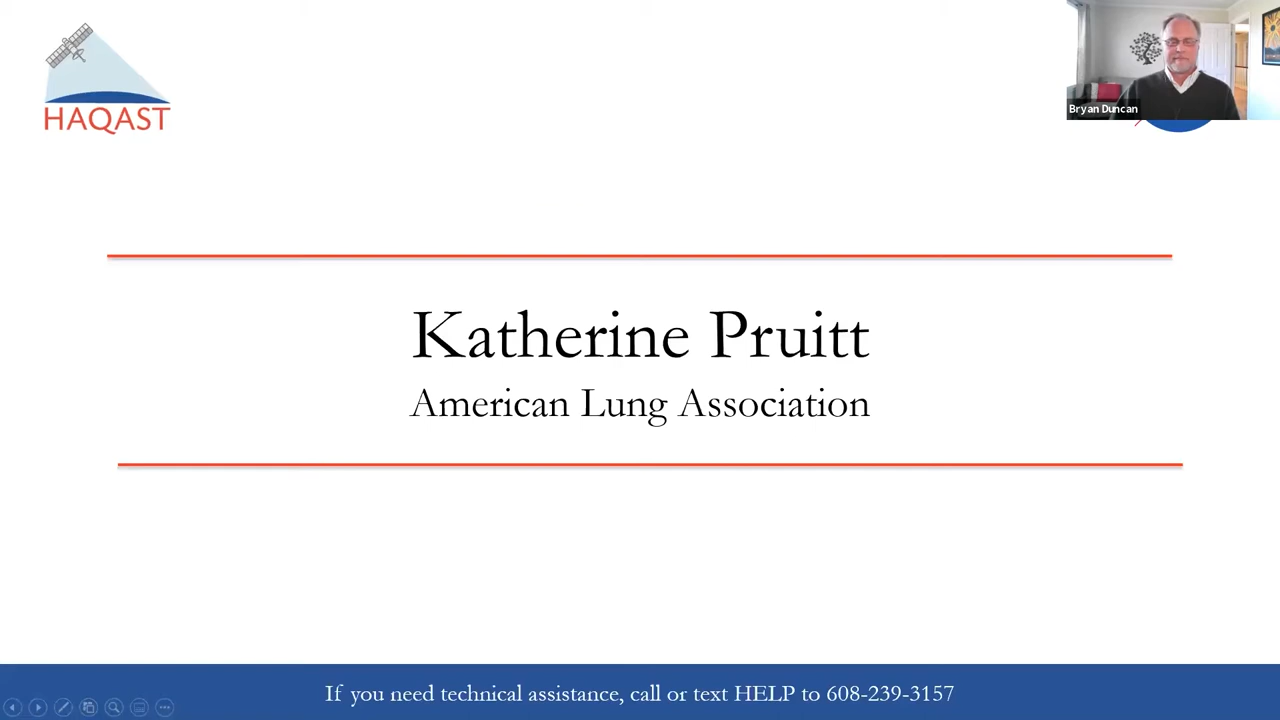 HAQAST
Bryan Duncan
Katherine Pruitt
American Lung Association
If you need technical assistance, call or text HELP to 608-239-3157